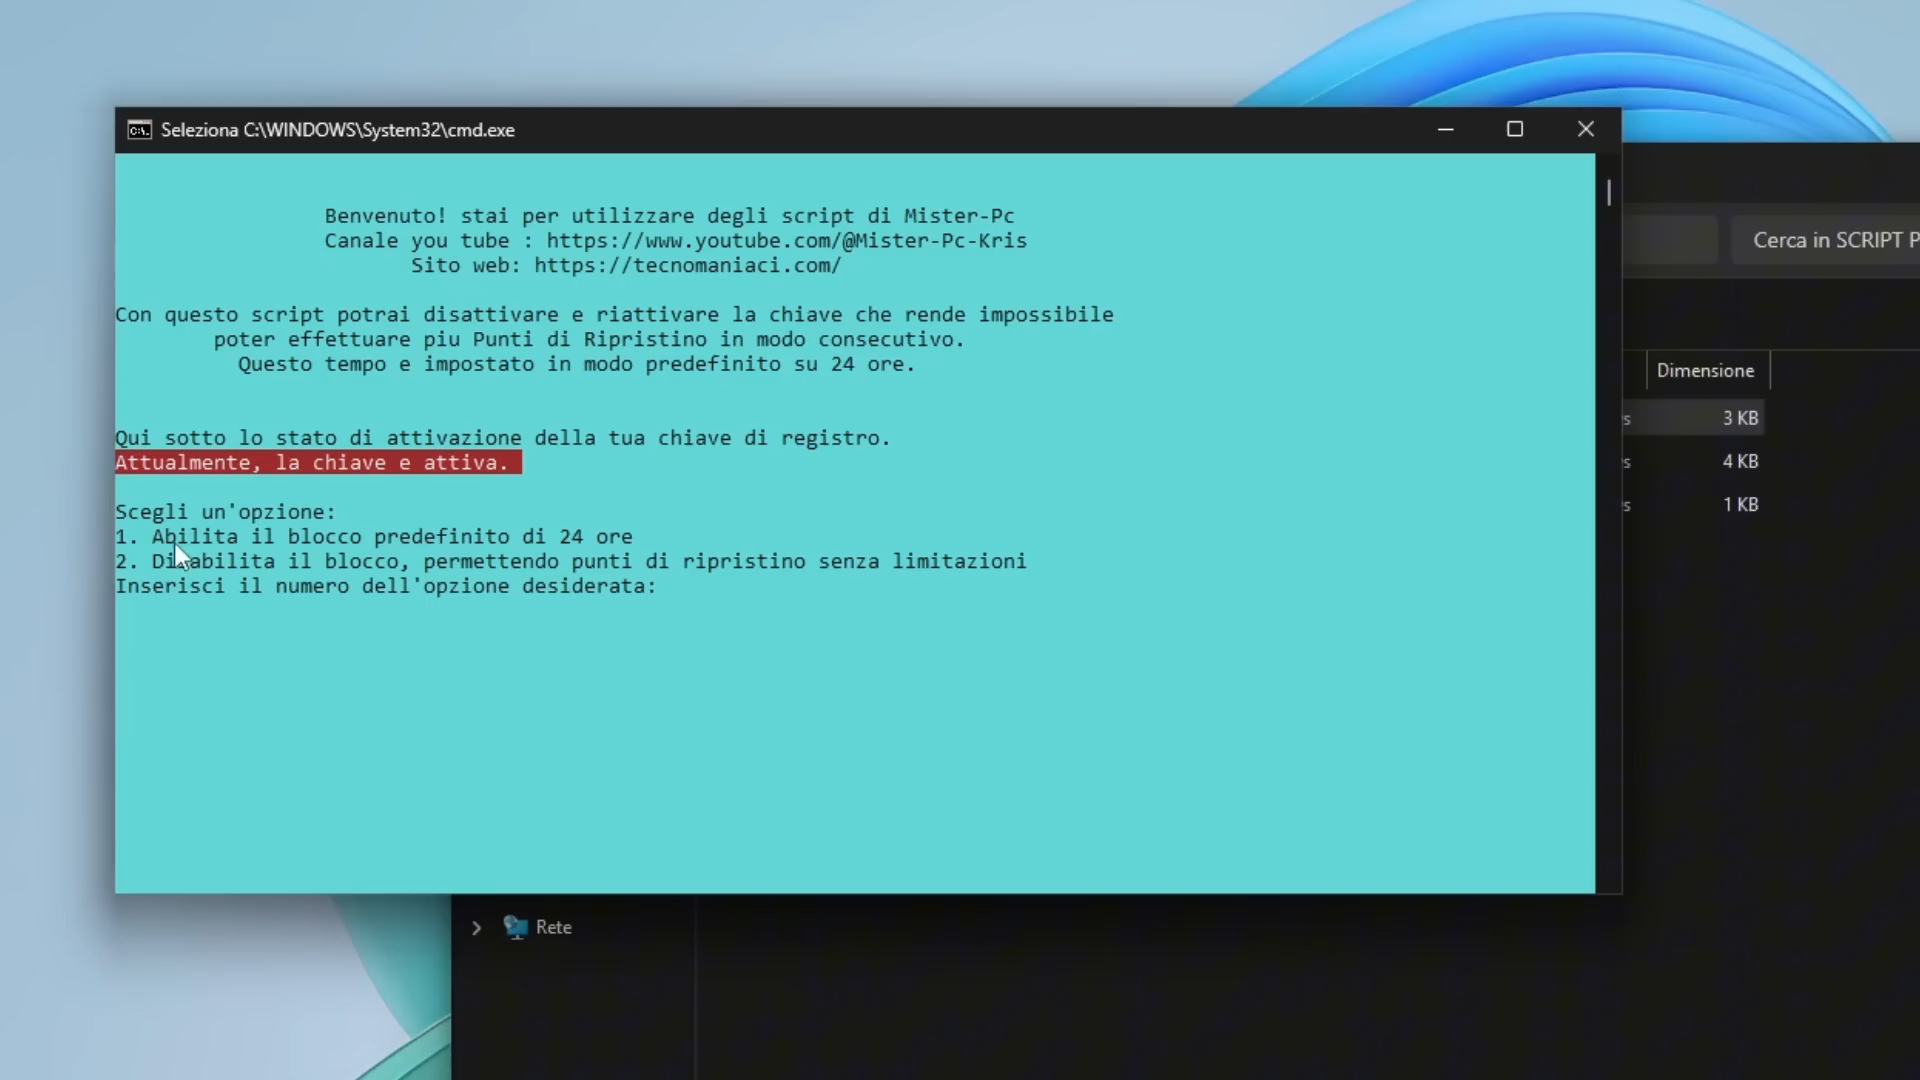 Seleziona C:\WINDOWS\System32\cmd.exe
Benvenuto! stai per utilizzare degli script di Mister-Pc
Canale you tube : https://www.youtube.com/@Mister-Pc-Kris
Sito web: https://tecnomaniaci.com/
Cerca in SCRIPT P
Con questo script potrai disattivare e riattivare la chiave che rende impossibile
poter effettuare piu Punti di Ripristino in modo consecutivo.
Questo tempo e impostato in modo predefinito su 24 ore.
Dimensione
s 3 KB
Qui sotto lo stato di attivazione della tua chiave di registro.
Attualmente, la chiave e attiva.
s 4 KB
s 1 KB
Scegli un'opzione:
1. Abilita il blocco predefinito di 24 ore
2. Disabilita il blocco, permettendo punti di ripristino senza limitazioni
Inserisci il numero dell'opzione desiderata:
Rete